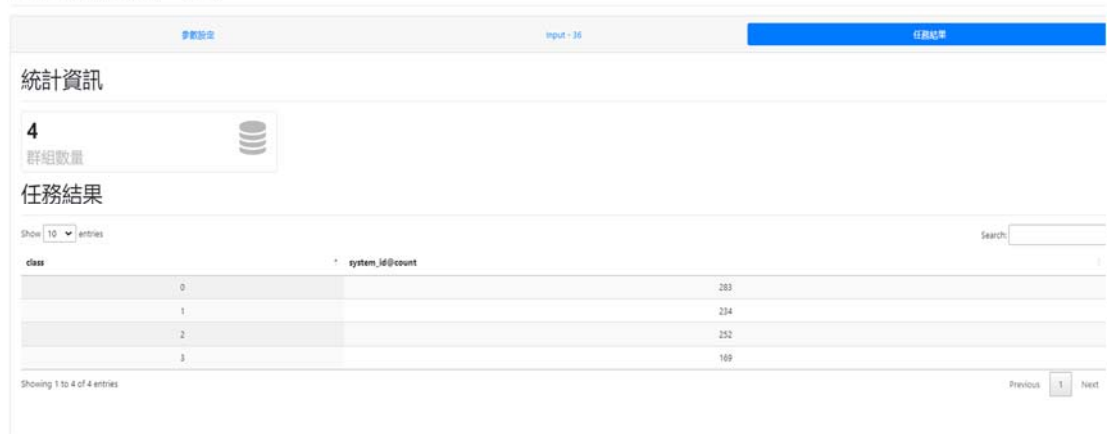 參數設定 Input - 36 任務結果
統計資訊
4
群組數量
任務結果
Show 10 entries Search:
class system_id@count
0 283
1 234
2 252
3 169
Showing 1 to 4 of 4 entries Previous 1 Next